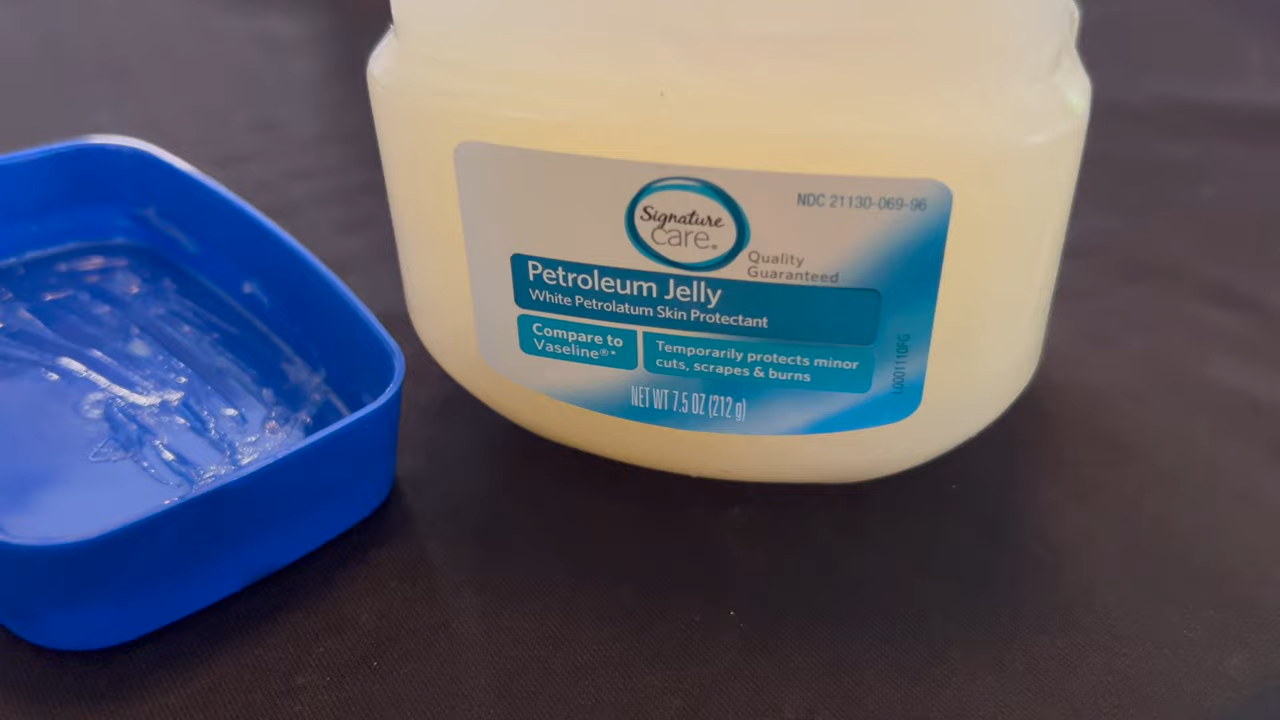 Signature
care®
NDC 21130-069-96
Quality
Guaranteed
Petroleum Jelly
White Petrolatum Skin Protectant
Compare to
Vaseline®*
Temporarily protects minor
cuts, scrapes & burns
NET WT 7.5 OZ (212 g)
L0001110FG